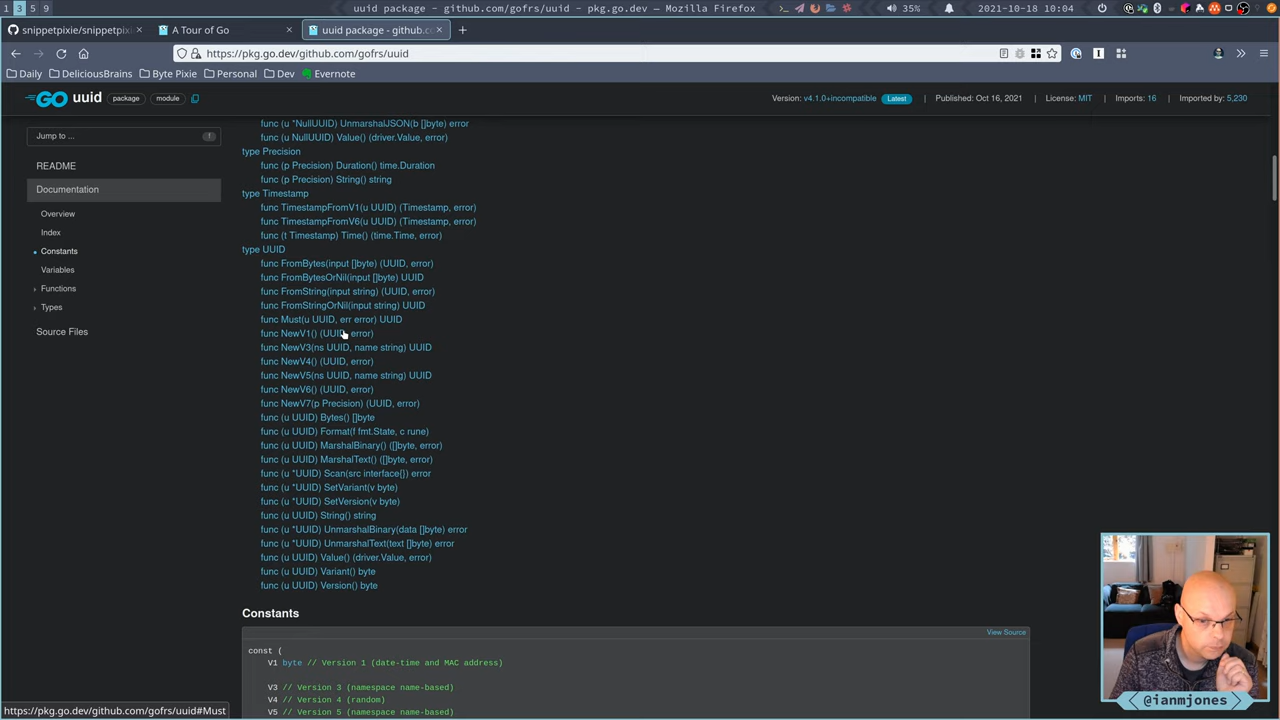 1 3 5 9
uuid package - github.com/gofrs/uuid - pkg.go.dev — Mozilla Firefox
35%
2021-10-18 10:04
0
snippetpixie/snippetpixi
A Tour of Go
uuid package - github.co
https://pkg.go.dev/github.com/gofrs/uuid
Daily
DeliciousBrains
Byte Pixie
Personal
Dev
Evernote
GO uuid package module
Version: v4.1.0+incompatible Latest | Published: Oct 16, 2021 | License: MIT | Imports: 16 | Imported by: 5,230
Jump to ... f
README
Documentation
Overview
Index
Constants
Variables
Functions
Types
Source Files
func (u *NullUUID) UnmarshalJSON(b []byte) error
func (u NullUUID) Value() (driver.Value, error)
type Precision
func (p Precision) Duration() time.Duration
func (p Precision) String() string
type Timestamp
func TimestampFromV1(u UUID) (Timestamp, error)
func TimestampFromV6(u UUID) (Timestamp, error)
func (t Timestamp) Time() (time.Time, error)
type UUID
func FromBytes(input []byte) (UUID, error)
func FromBytesOrNil(input []byte) UUID
func FromString(input string) (UUID, error)
func FromStringOrNil(input string) UUID
func Must(u UUID, err error) UUID
func NewV1() (UUID, error)
func NewV3(ns UUID, name string) UUID
func NewV4() (UUID, error)
func NewV5(ns UUID, name string) UUID
func NewV6() (UUID, error)
func NewV7(p Precision) (UUID, error)
func (u UUID) Bytes() []byte
func (u UUID) Format(f fmt.State, c rune)
func (u UUID) MarshalBinary() ([]byte, error)
func (u UUID) MarshalText() ([]byte, error)
func (u *UUID) Scan(src interface{}) error
func (u *UUID) SetVariant(v byte)
func (u *UUID) SetVersion(v byte)
func (u UUID) String() string
func (u *UUID) UnmarshalBinary(data []byte) error
func (u *UUID) UnmarshalText(text []byte) error
func (u UUID) Value() (driver.Value, error)
func (u UUID) Variant() byte
func (u UUID) Version() byte
Constants
View Source
const (
V1 byte // Version 1 (date-time and MAC address)
V3 // Version 3 (namespace name-based)
V4 // Version 4 (random)
V5 // Version 5 (namespace name-based)
https://pkg.go.dev/github.com/gofrs/uuid#Must
@ianmjones